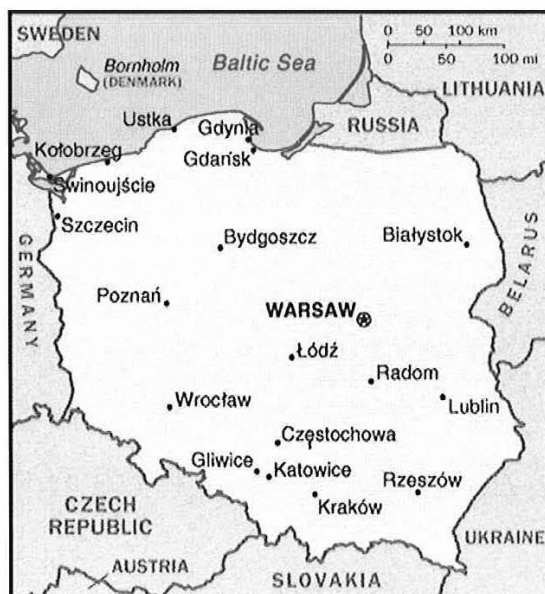 SWEDEN
Bornholm
(DENMARK)
Baltic Sea
0 50 100 km
0 50 100 mi
LITHUANIA
RUSSIA
Ustka
Gdynia
Gdańsk
Kołobrzeg
Świnoujście
Szczecin
Bydgoszcz
Białystok
BELARUS
GERMANY
Poznań
WARSAW
Łódź
Radom
Lublin
Wrocław
Częstochowa
Gliwice
Katowice
Kraków
Rzeszów
CZECH
REPUBLIC
UKRAINE
AUSTRIA
SLOVAKIA